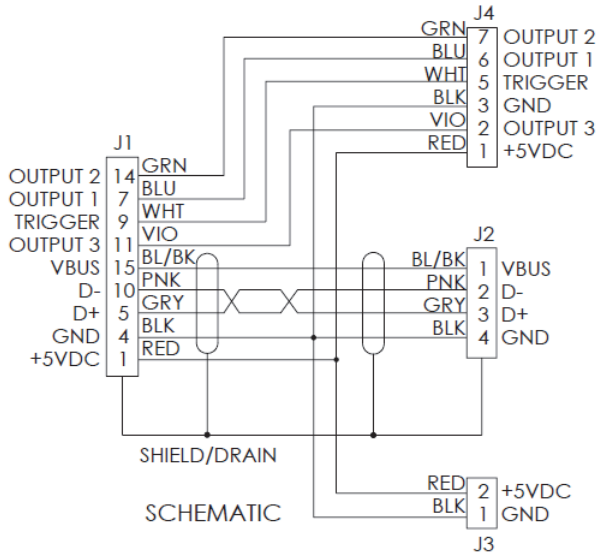 J4
GRN 7 OUTPUT 2
BLU 6 OUTPUT 1
WHT 5 TRIGGER
BLK 3 GND
VIO 2 OUTPUT 3
RED 1 +5VDC
J1
OUTPUT 2 14 GRN
OUTPUT 1 7 BLU
TRIGGER 9 WHT
OUTPUT 3 11 VIO
VBUS 15 BL/BK
D- 10 PNK
D+ 5 GRY
GND 4 BLK
+5VDC 1 RED
J2
BL/BK 1 VBUS
PNK 2 D-
GRY 3 D+
BLK 4 GND
SHIELD/DRAIN
SCHEMATIC
RED 2 +5VDC
BLK 1 GND
J3